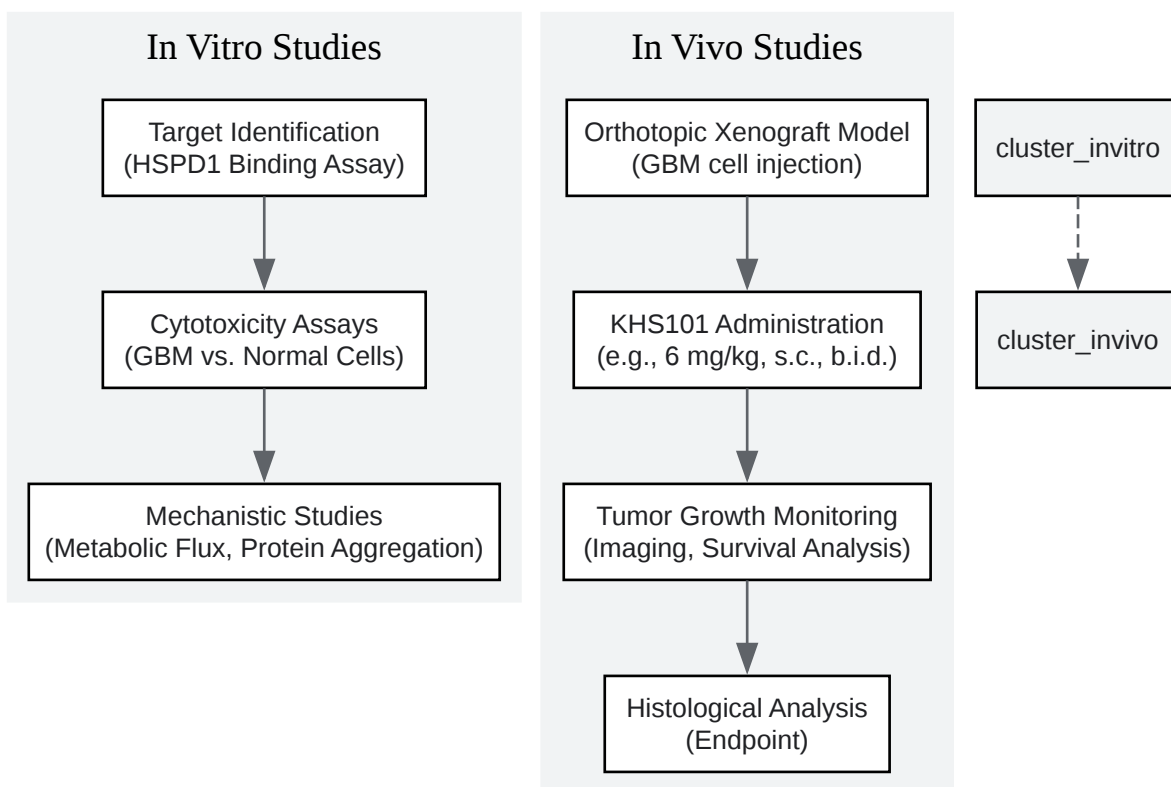 In Vitro Studies
Target Identification
(HSPD1 Binding Assay)
Cytotoxicity Assays
(GBM vs. Normal Cells)
Mechanistic Studies
(Metabolic Flux, Protein Aggregation)
In Vivo Studies
Orthotopic Xenograft Model
(GBM cell injection)
KHS101 Administration
(e.g., 6 mg/kg, s.c., b.i.d.)
Tumor Growth Monitoring
(Imaging, Survival Analysis)
Histological Analysis
(Endpoint)
cluster_invitro
cluster_invivo